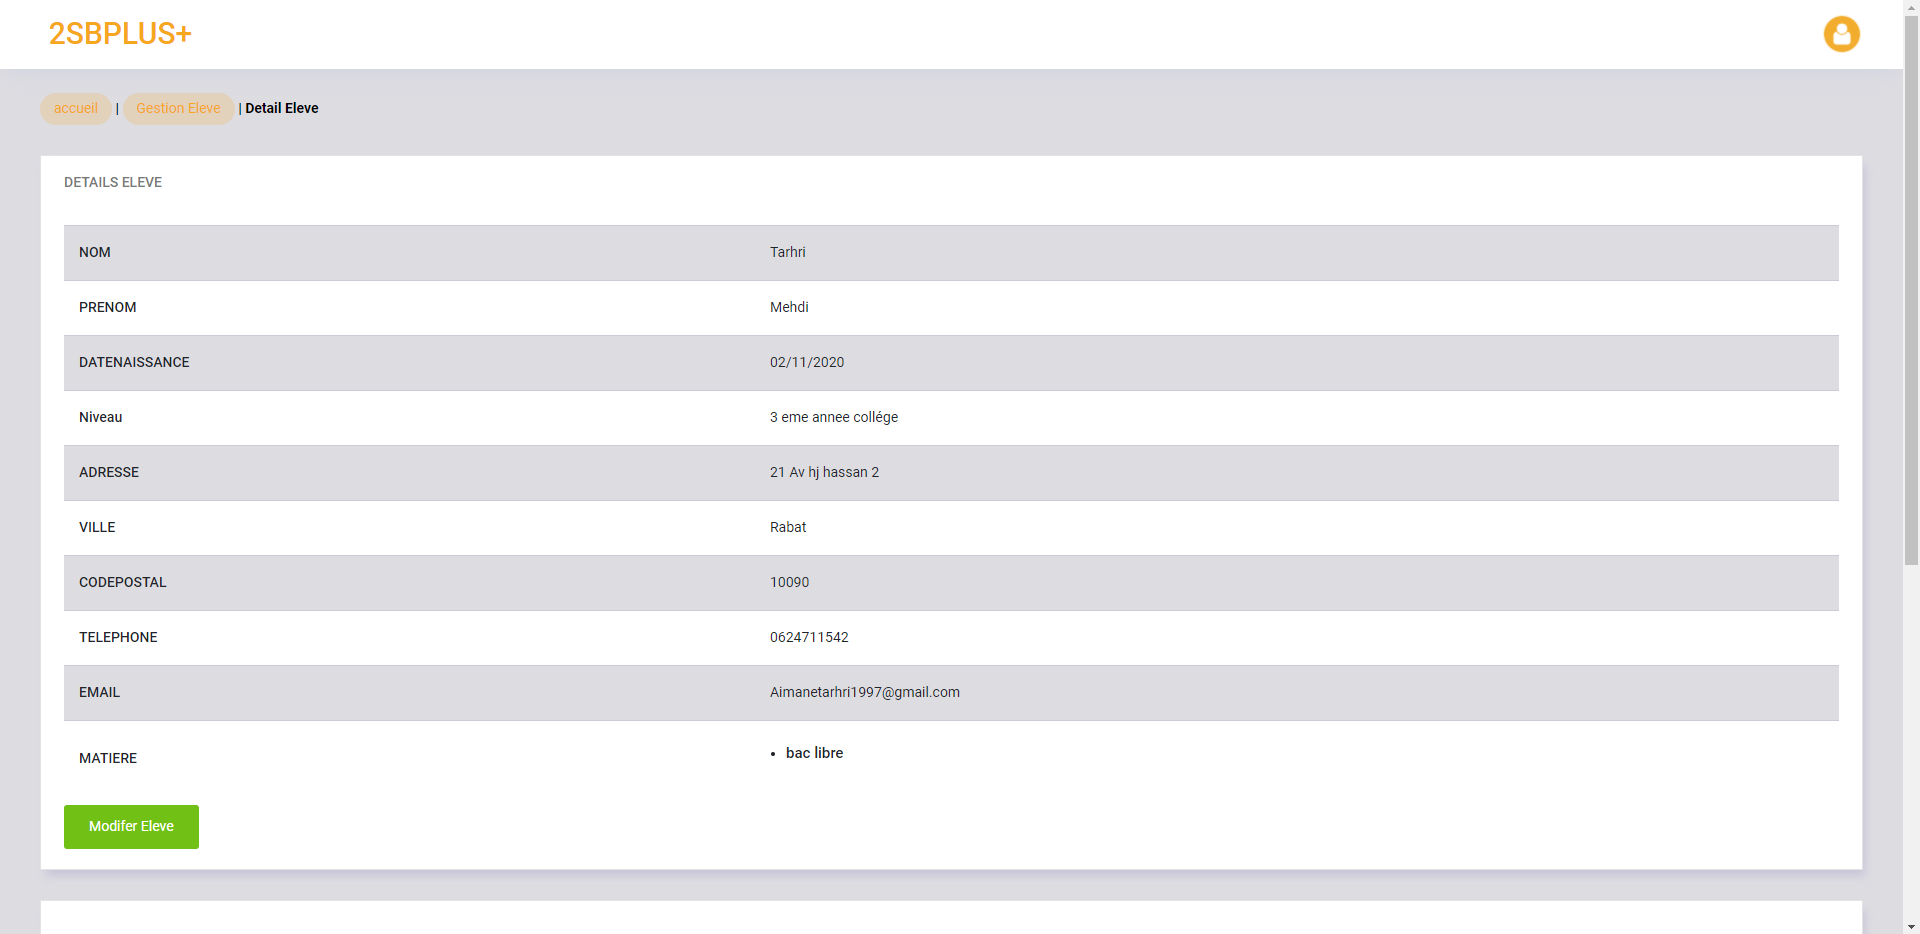 2SBPLUS+
accueil | Gestion Eleve | Detail Eleve
DETAILS ELEVE
NOM Tarhri
PRENOM Mehdi
DATENAISSANCE 02/11/2020
Niveau 3 eme annee collége
ADRESSE 21 Av hj hassan 2
VILLE Rabat
CODEPOSTAL 10090
TELEPHONE 0624711542
EMAIL Aimanetarhri1997@gmail.com
MATIERE • bac libre
Modifer Eleve